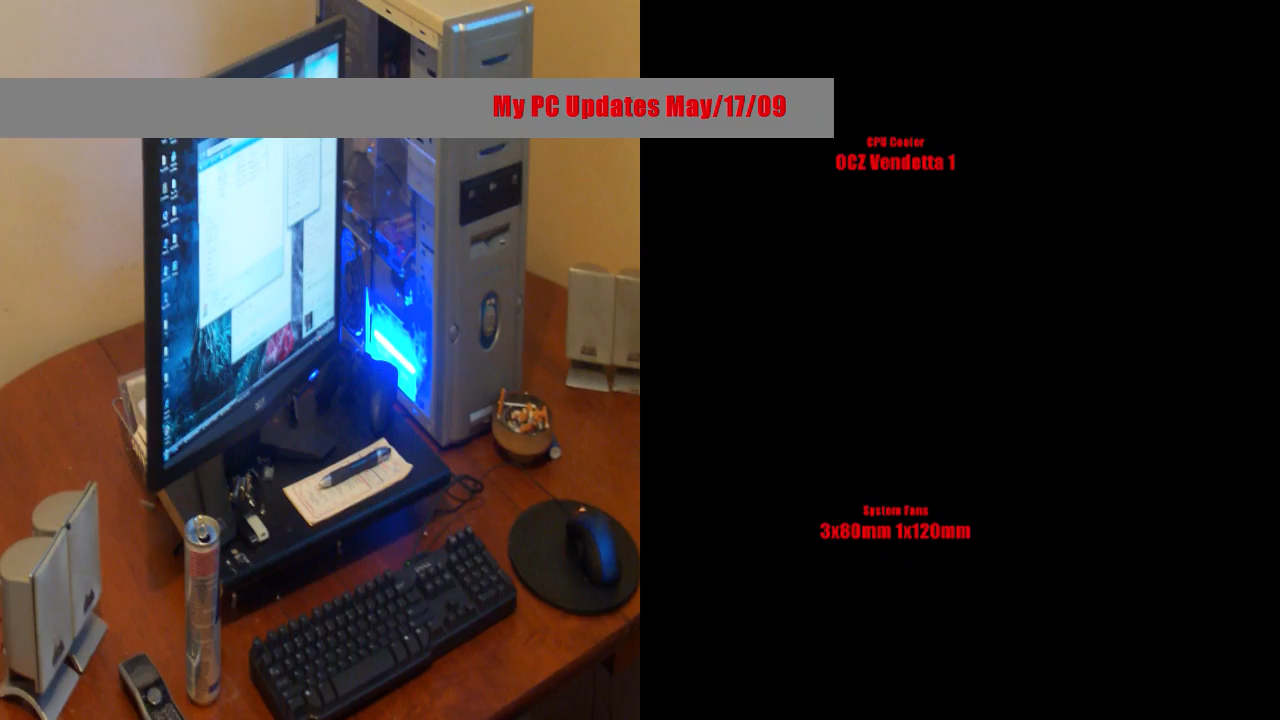 My PC Updates May/17/09
CPU Cooler
OCZ Vendetta 1
System Fans
3x80mm 1x120mm